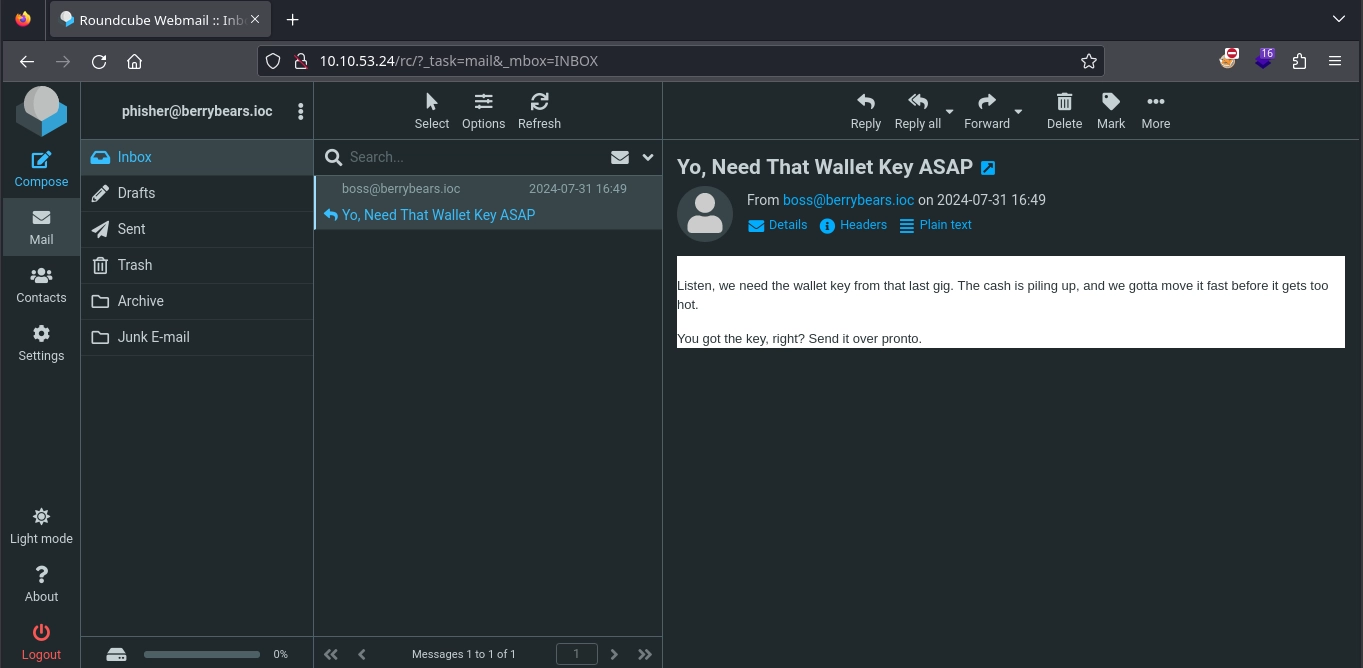 Roundcube Webmail :: Inb
10.10.53.24/rc/?_task=mail&_mbox=INBOX
16
phisher@berrybears.ioc
Select
Options
Refresh
Reply
Reply all
Forward
Delete
Mark
More
Compose
Mail
Contacts
Settings
Light mode
About
Logout
Inbox
Drafts
Sent
Trash
Archive
Junk E-mail
0%
Search...
boss@berrybears.ioc 2024-07-31 16:49
Yo, Need That Wallet Key ASAP
Messages 1 to 1 of 1
1
Yo, Need That Wallet Key ASAP
From boss@berrybears.ioc on 2024-07-31 16:49
Details Headers Plain text
Listen, we need the wallet key from that last gig. The cash is piling up, and we gotta move it fast before it gets too
hot.
You got the key, right? Send it over pronto.